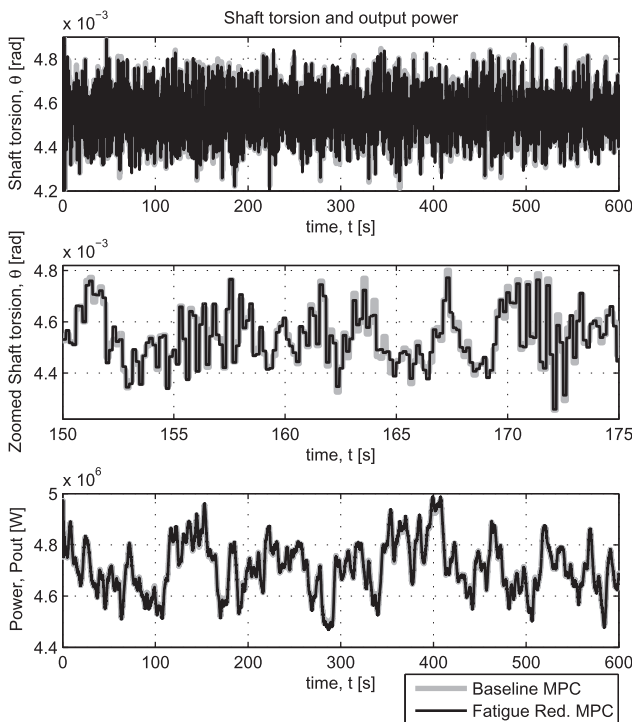 Shaft torsion and output power
x 10⁻³
Shaft torsion, θ [rad]
4.8
4.6
4.4
4.2
0 100 200 300 400 500 600
time, t [s]
x 10⁻³
Zoomed Shaft torsion, θ [rad]
4.8
4.6
4.4
150 155 160 165 170 175
time, t [s]
x 10⁶
Power, Pout [W]
5
4.8
4.6
4.4
0 100 200 300 400 500 600
time, t [s]
Baseline MPC
Fatigue Red. MPC